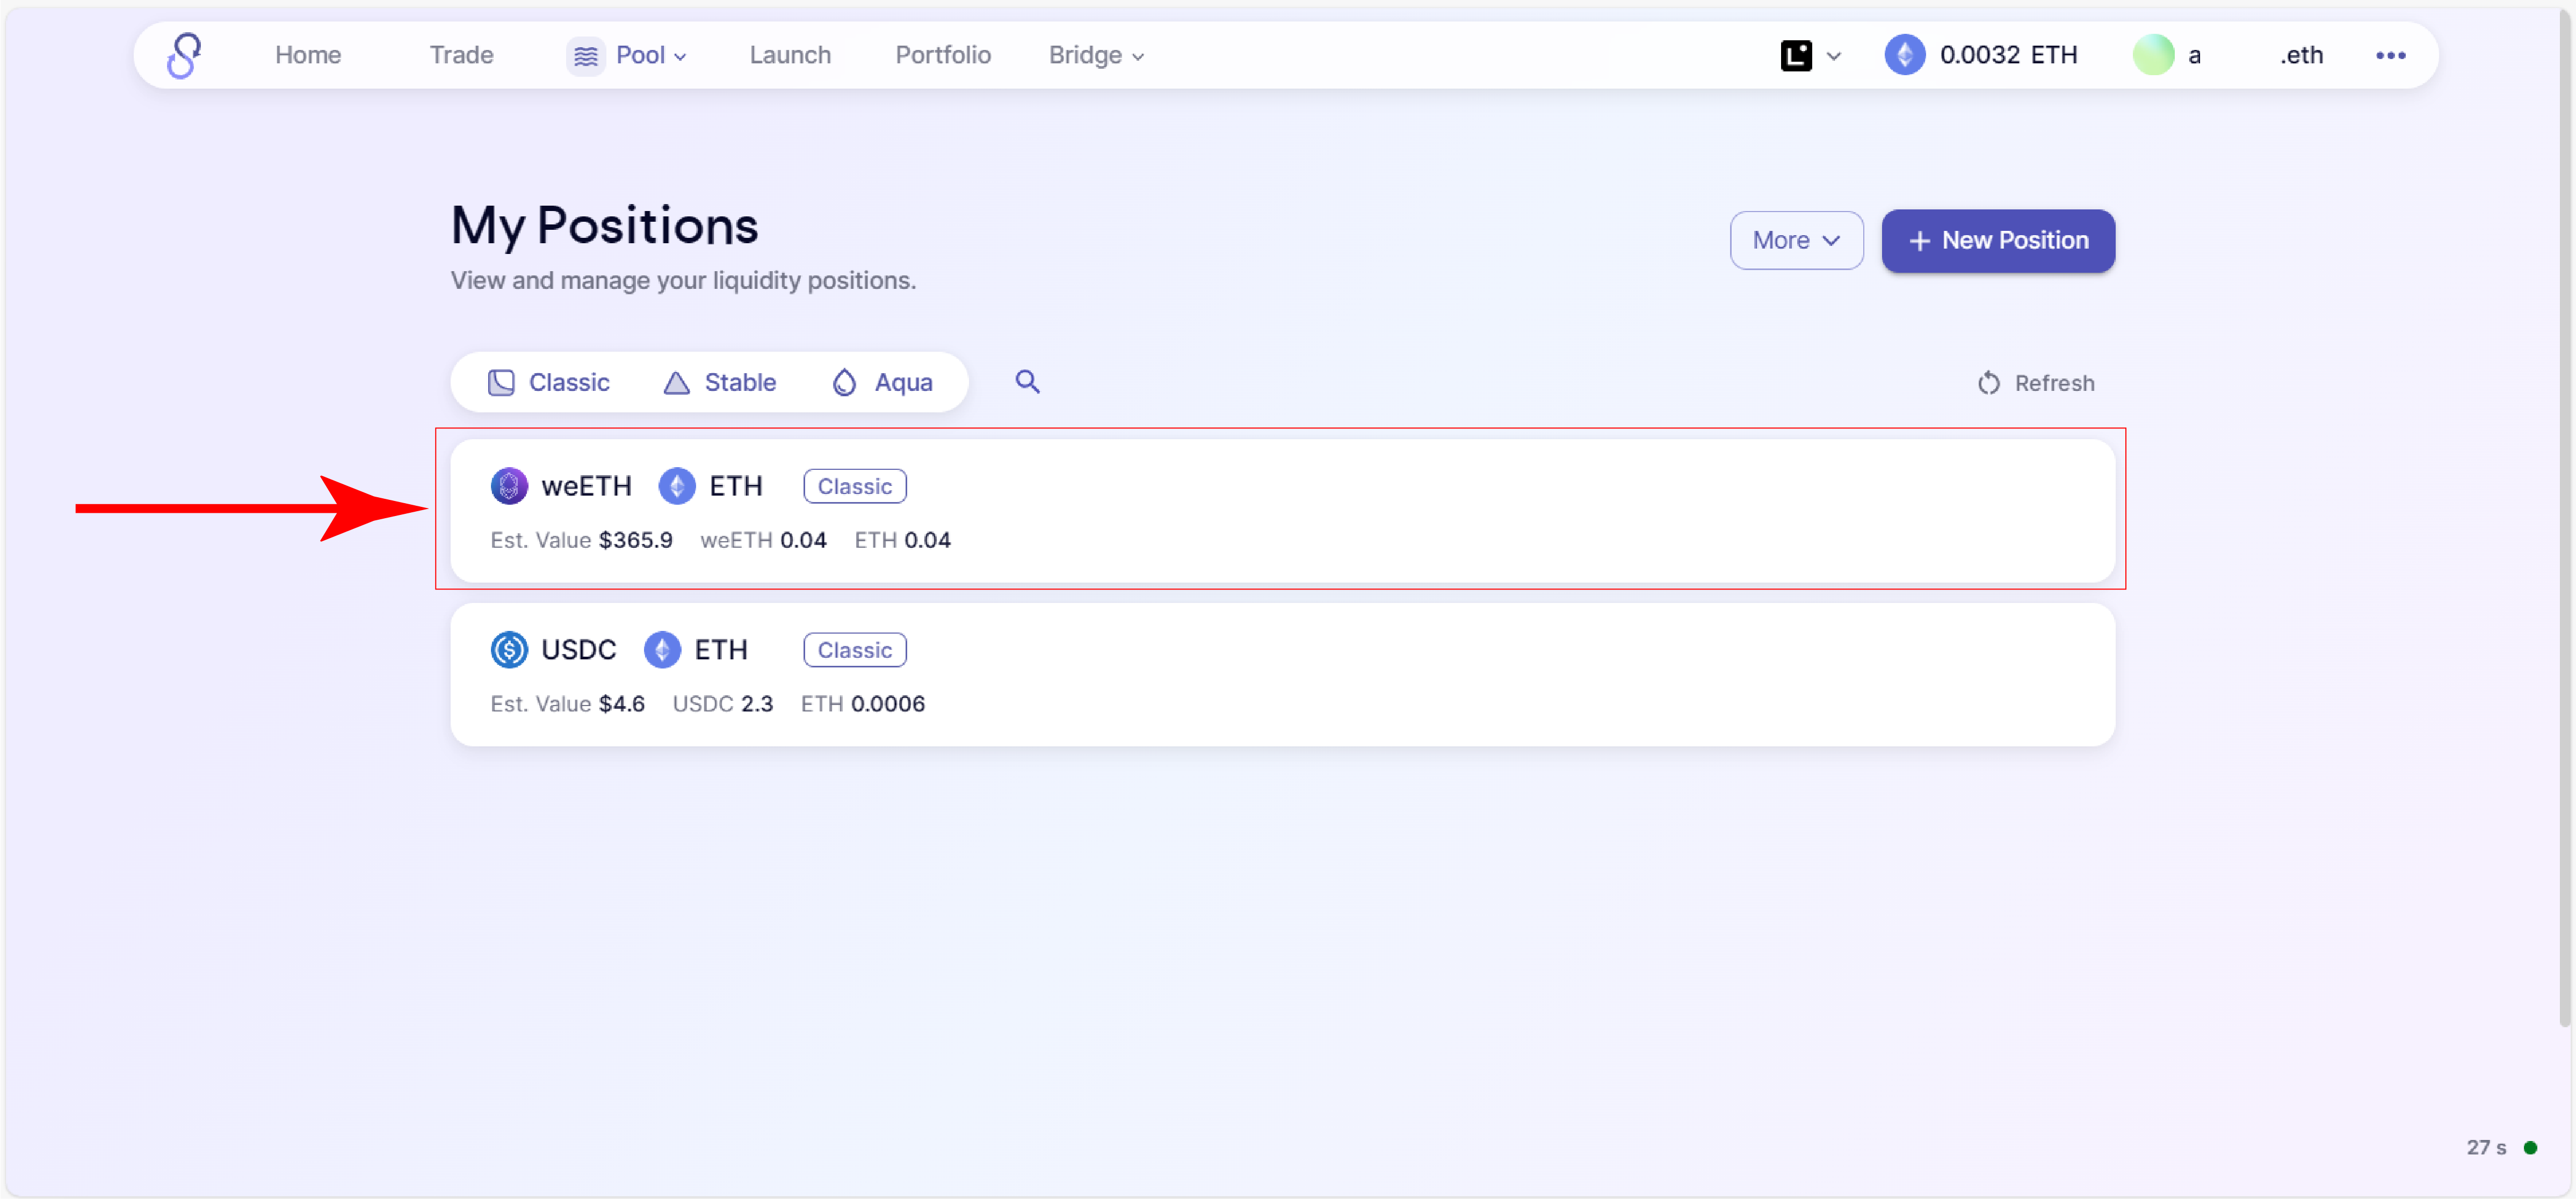 Home Trade Pool Launch Portfolio Bridge L 0.0032 ETH a .eth
My Positions
View and manage your liquidity positions.
More + New Position
Classic Stable Aqua Refresh
weETH ETH Classic
Est. Value $365.9 weETH 0.04 ETH 0.04
USDC ETH Classic
Est. Value $4.6 USDC 2.3 ETH 0.0006
27 s